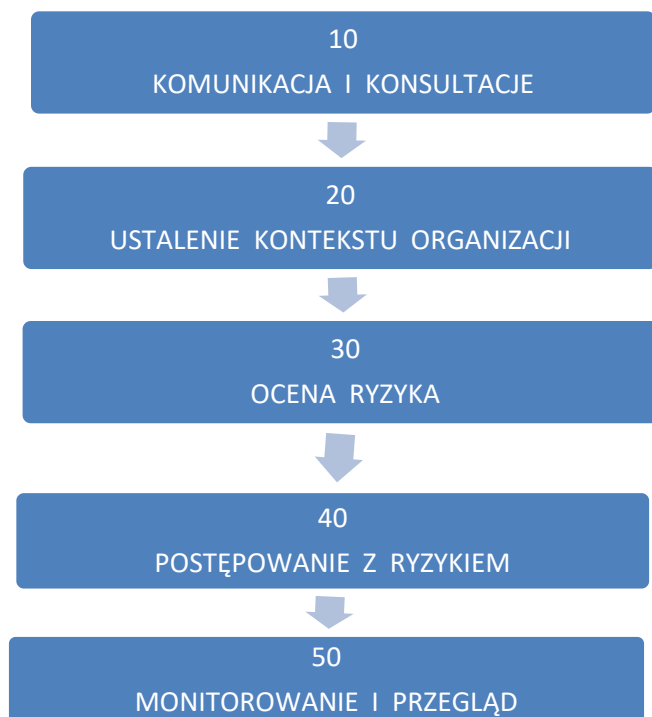 10
KOMUNIKACJA I KONSULTACJE
20
USTALENIE KONTEKSTU ORGANIZACJI
30
OCENA RYZYKA
40
POSTĘPOWANIE Z RYZYKIEM
50
MONITOROWANIE I PRZEGLĄD